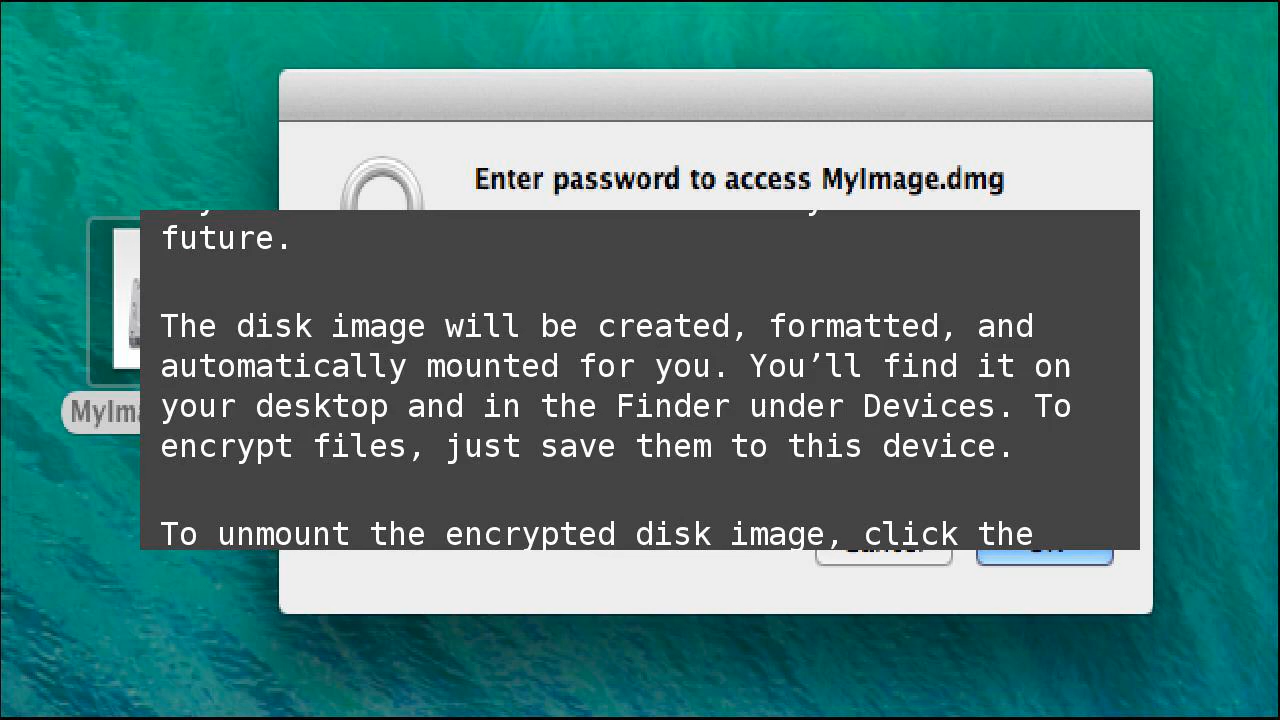 Enter password to access MyImage.dmg
future.
The disk image will be created, formatted, and
automatically mounted for you. You’ll find it on
your desktop and in the Finder under Devices. To
encrypt files, just save them to this device.
To unmount the encrypted disk image, click the